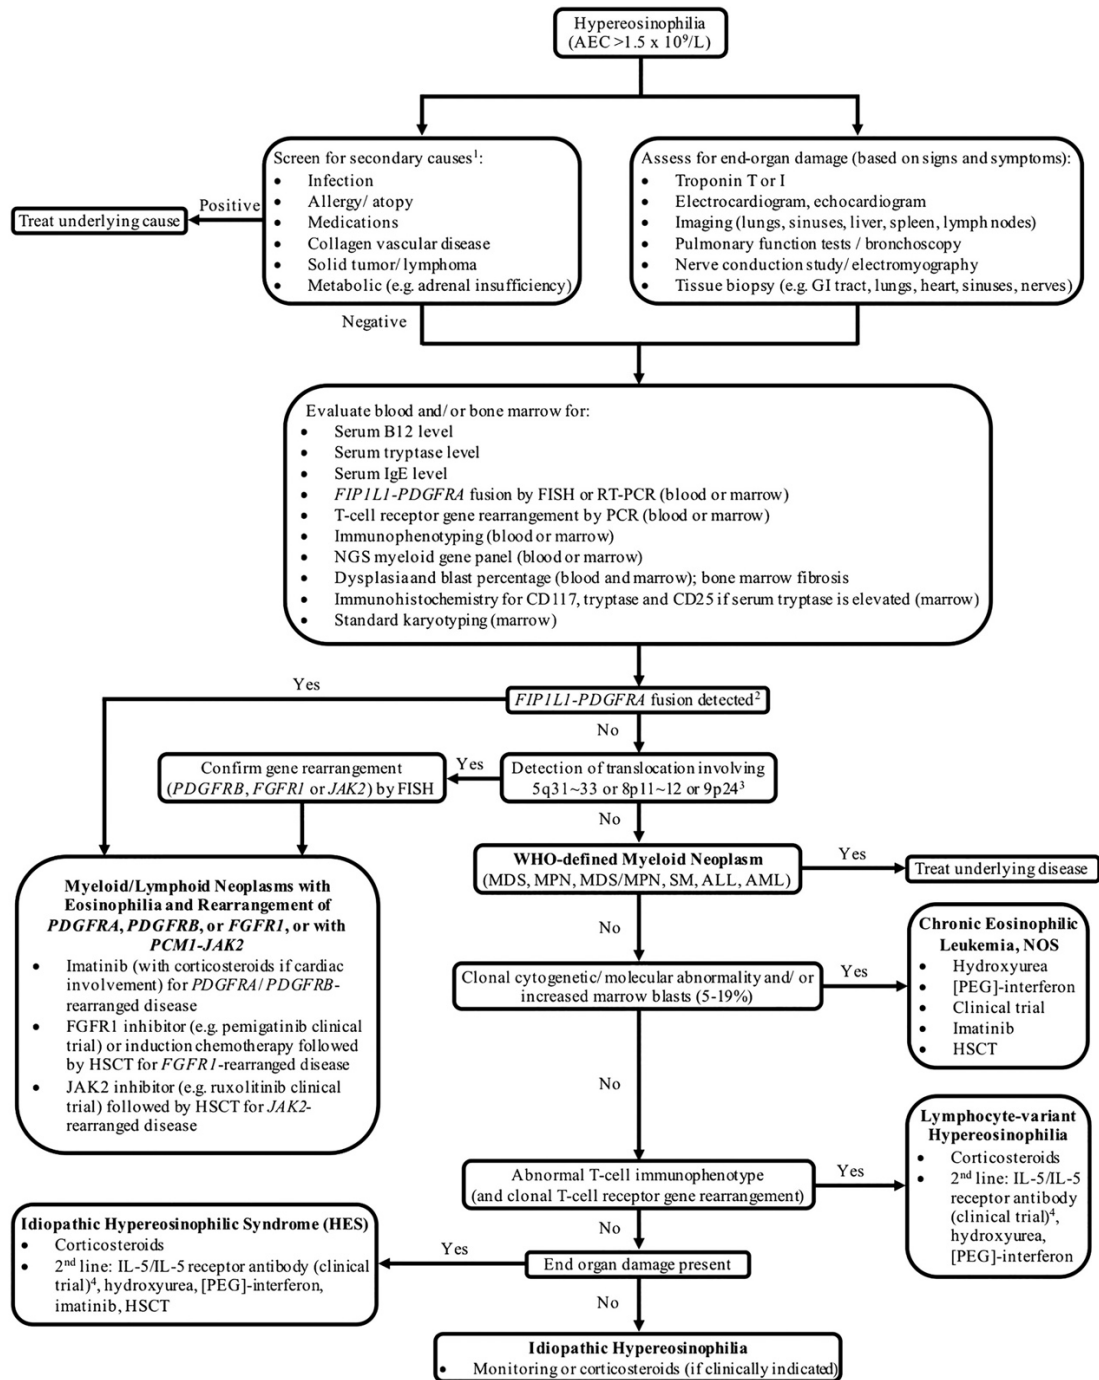 Hypereosinophilia
(AEC >1.5 x 10⁹/L)
Screen for secondary causes¹:
• Infection
• Allergy/ atopy
• Medications
• Collagen vascular disease
• Solid tumor/ lymphoma
• Metabolic (e.g. adrenal insufficiency)
Assess for end-organ damage (based on signs and symptoms):
• Troponin T or I
• Electrocardiogram, echocardiogram
• Imaging (lungs, sinuses, liver, spleen, lymph nodes)
• Pulmonary function tests / bronchoscopy
• Nerve conduction study/ electromyography
• Tissue biopsy (e.g. GI tract, lungs, heart, sinuses, nerves)
Positive
Treat underlying cause
Negative
Evaluate blood and/ or bone marrow for:
• Serum B12 level
• Serum tryptase level
• Serum IgE level
• FIP1L1-PDGFRA fusion by FISH or RT-PCR (blood or marrow)
• T-cell receptor gene rearrangement by PCR (blood or marrow)
• Immunophenotyping (blood or marrow)
• NGS myeloid gene panel (blood or marrow)
• Dysplasia and blast percentage (blood and marrow); bone marrow fibrosis
• Immunohistochemistry for CD117, tryptase and CD25 if serum tryptase is elevated (marrow)
• Standard karyotyping (marrow)
Yes
FIP1L1-PDGFRA fusion detected²
No
Confirm gene rearrangement
(PDGFRB, FGFR1 or JAK2) by FISH
Yes
Detection of translocation involving
5q31~33 or 8p11~12 or 9p24³
No
WHO-defined Myeloid Neoplasm
(MDS, MPN, MDS/MPN, SM, ALL, AML)
Yes
Treat underlying disease
No
Myeloid/Lymphoid Neoplasms with
Eosinophilia and Rearrangement of
PDGFRA, PDGFRB, or FGFR1, or with
PCM1-JAK2
• Imatinib (with corticosteroids if cardiac
involvement) for PDGFRA/ PDGFRB-
rearranged disease
• FGFR1 inhibitor (e.g. pemigatinib clinical
trial) or induction chemotherapy followed
by HSCT for FGFR1-rearranged disease
• JAK2 inhibitor (e.g. ruxolitinib clinical
trial) followed by HSCT for JAK2-
rearranged disease
Clonal cytogenetic/ molecular abnormality and/ or
increased marrow blasts (5-19%)
Yes
Chronic Eosinophilic
Leukemia, NOS
• Hydroxyurea
• [PEG]-interferon
• Clinical trial
• Imatinib
• HSCT
No
Abnormal T-cell immunophenotype
(and clonal T-cell receptor gene rearrangement)
Yes
Lymphocyte-variant
Hypereosinophilia
• Corticosteroids
• 2nd line: IL-5/IL-5
receptor antibody
(clinical trial)⁴,
hydroxyurea,
[PEG]-interferon
No
Idiopathic Hypereosinophilic Syndrome (HES)
• Corticosteroids
• 2nd line: IL-5/IL-5 receptor antibody (clinical
trial)⁴, hydroxyurea, [PEG]-interferon,
imatinib, HSCT
Yes
End organ damage present
No
Idiopathic Hypereosinophilia
• Monitoring or corticosteroids (if clinically indicated)